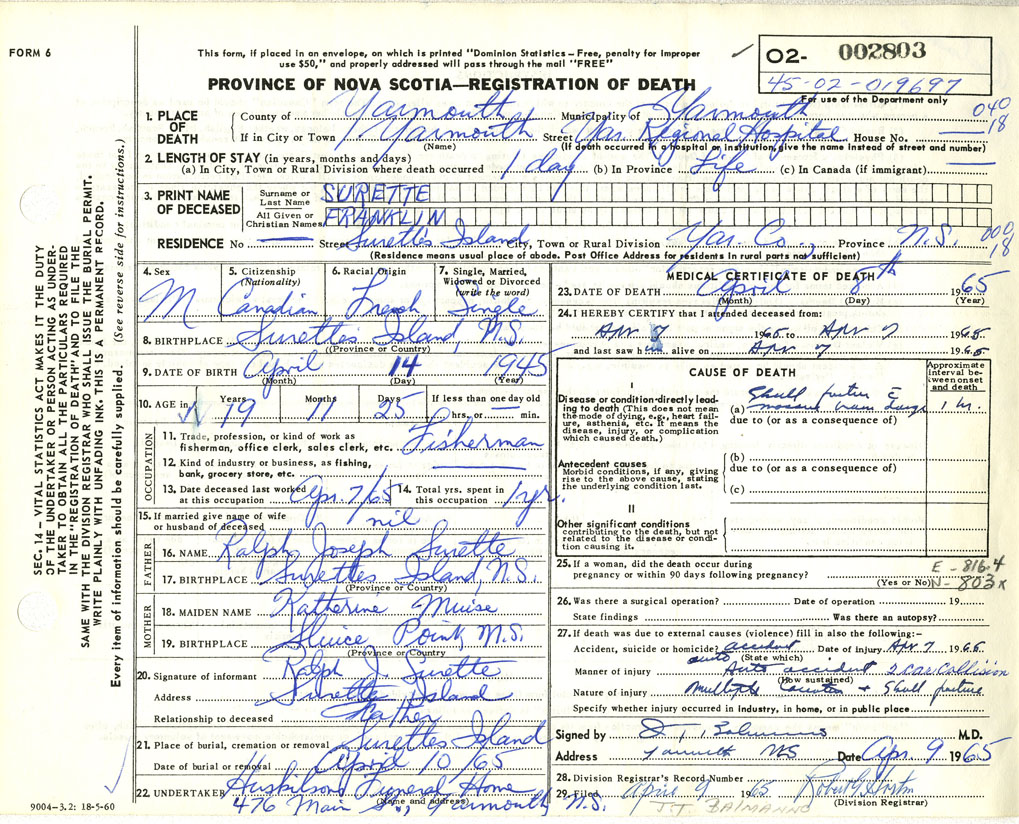 FORM 6
This form, if placed in an envelope, on which is printed "Dominion Statistics – Free, penalty for improper
use $50," and properly addressed will pass through the mail "FREE"
PROVINCE OF NOVA SCOTIA—REGISTRATION OF DEATH
02- 002803
45-02-019697
For use of the Department only
SEC. 14 – VITAL STATISTICS ACT MAKES IT THE DUTY
OF THE UNDERTAKER OR PERSON ACTING AS UNDER-
TAKER TO OBTAIN ALL THE PARTICULARS REQUIRED
IN THE "REGISTRATION OF DEATH" AND TO FILE THE
SAME WITH THE DIVISION REGISTRAR WHO SHALL ISSUE THE BURIAL PERMIT.
WRITE PLAINLY WITH UNFADING INK. THIS IS A PERMANENT RECORD.
Every item of information should be carefully supplied. (See reverse side for instructions.)
1. PLACE OF DEATH
County of Yarmouth Municipality of Yarmouth 040
If in City or Town Yarmouth Street Yar. Regional Hospital House No. 18
(Name) (If death occurred in a hospital or institution, give the name instead of street and number)
2. LENGTH OF STAY (in years, months and days)
(a) In City, Town or Rural Division where death occurred 1 day (b) In Province Life (c) In Canada (if immigrant)
3. PRINT NAME OF DECEASED
Surname or Last Name SURETTE
All Given or Christian Names FRANKLIN
RESIDENCE No Street Surette's Island City, Town or Rural Division Yar. Co., Province N.S. 000
18
(Residence means usual place of abode. Post Office Address for residents in rural parts not sufficient)
4. Sex M
5. Citizenship (Nationality) Canadian
6. Racial Origin French
7. Single, Married, Widowed or Divorced (write the word) Single
8. BIRTHPLACE Surette's Island, N.S.
(Province or Country)
9. DATE OF BIRTH April 14 1945
(Month) (Day) (Year)
10. AGE in Years 19 Months 11 Days 25 If less than one day old
hrs. or min.
OCCUPATION
11. Trade, profession, or kind of work as
fisherman, office clerk, sales clerk, etc. Fisherman
12. Kind of industry or business, as fishing,
bank, grocery store, etc.
13. Date deceased last worked at this occupation Apr. 7/65
14. Total yrs. spent in this occupation 1 yr.
15. If married give name of wife
or husband of deceased nil
FATHER
16. NAME Ralph Joseph Surette
17. BIRTHPLACE Surette's Island, N.S.
(Province or Country)
MOTHER
18. MAIDEN NAME Katherine Muise
19. BIRTHPLACE Sluice Point, N.S.
(Province or Country)
20. Signature of informant Ralph J. Surette
Address Surettes Island
Relationship to deceased Father
21. Place of burial, cremation or removal Surettes Island
Date of burial or removal April 10/65
22. UNDERTAKER Huskilson Funeral Home
(Name and address)
476 Main St., Yarmouth, N.S.
9004–3.2: 18-5-60
MEDICAL CERTIFICATE OF DEATH
23. DATE OF DEATH April 8th 1965
(Month) (Day) (Year)
24. I HEREBY CERTIFY that I attended deceased from:
Apr 7 1965 to Apr 7 1965
and last saw him alive on Apr 7 1965
CAUSE OF DEATH
Approximate interval between onset and death
I
Disease or condition directly lead-
ing to death (This does not mean
the mode of dying, e.g., heart fail-
ure, asthenia, etc. It means the
disease, injury, or complication
which caused death.)
(a) Skull fracture c̄ brain 1 hr.
due to (or as a consequence of)
Antecedent causes
Morbid conditions, if any, giving
rise to the above cause, stating
the underlying condition last.
(b)
due to (or as a consequence of)
(c)
II
Other significant conditions
contributing to the death, but not
related to the disease or condi-
tion causing it.
25. If a woman, did the death occur during
pregnancy or within 90 days following pregnancy?
(Yes or No)
E - 816.4
N - 803x
26. Was there a surgical operation? Date of operation 19
State findings Was there an autopsy?
27. If death was due to external causes (violence) fill in also the following:–
Accident, suicide or homicide? accident Date of injury Apr 7 1965
auto (State which)
Manner of injury Auto accident 2 Car Collision
(How sustained)
Nature of injury Multiple & Skull fracture
Specify whether injury occurred in industry, in home, or in public place
Signed by J. T. Balmanno M.D.
Address Yarmouth NS Date Apr. 9 1965
28. Division Registrar's Record Number
29. Filed April 9 1965 Robert G.
J.T. BALMANNO (Division Registrar)